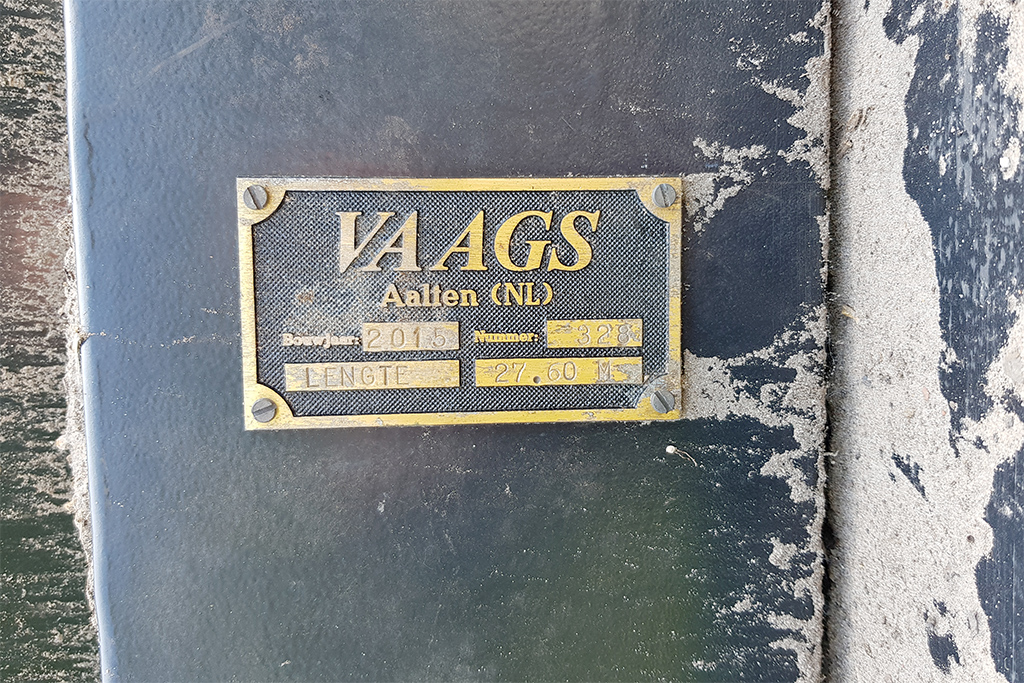 VAAGS
Aalten (NL)
Bouwjaar: 2015 Nummer: 328
LENGTE 27.60 M